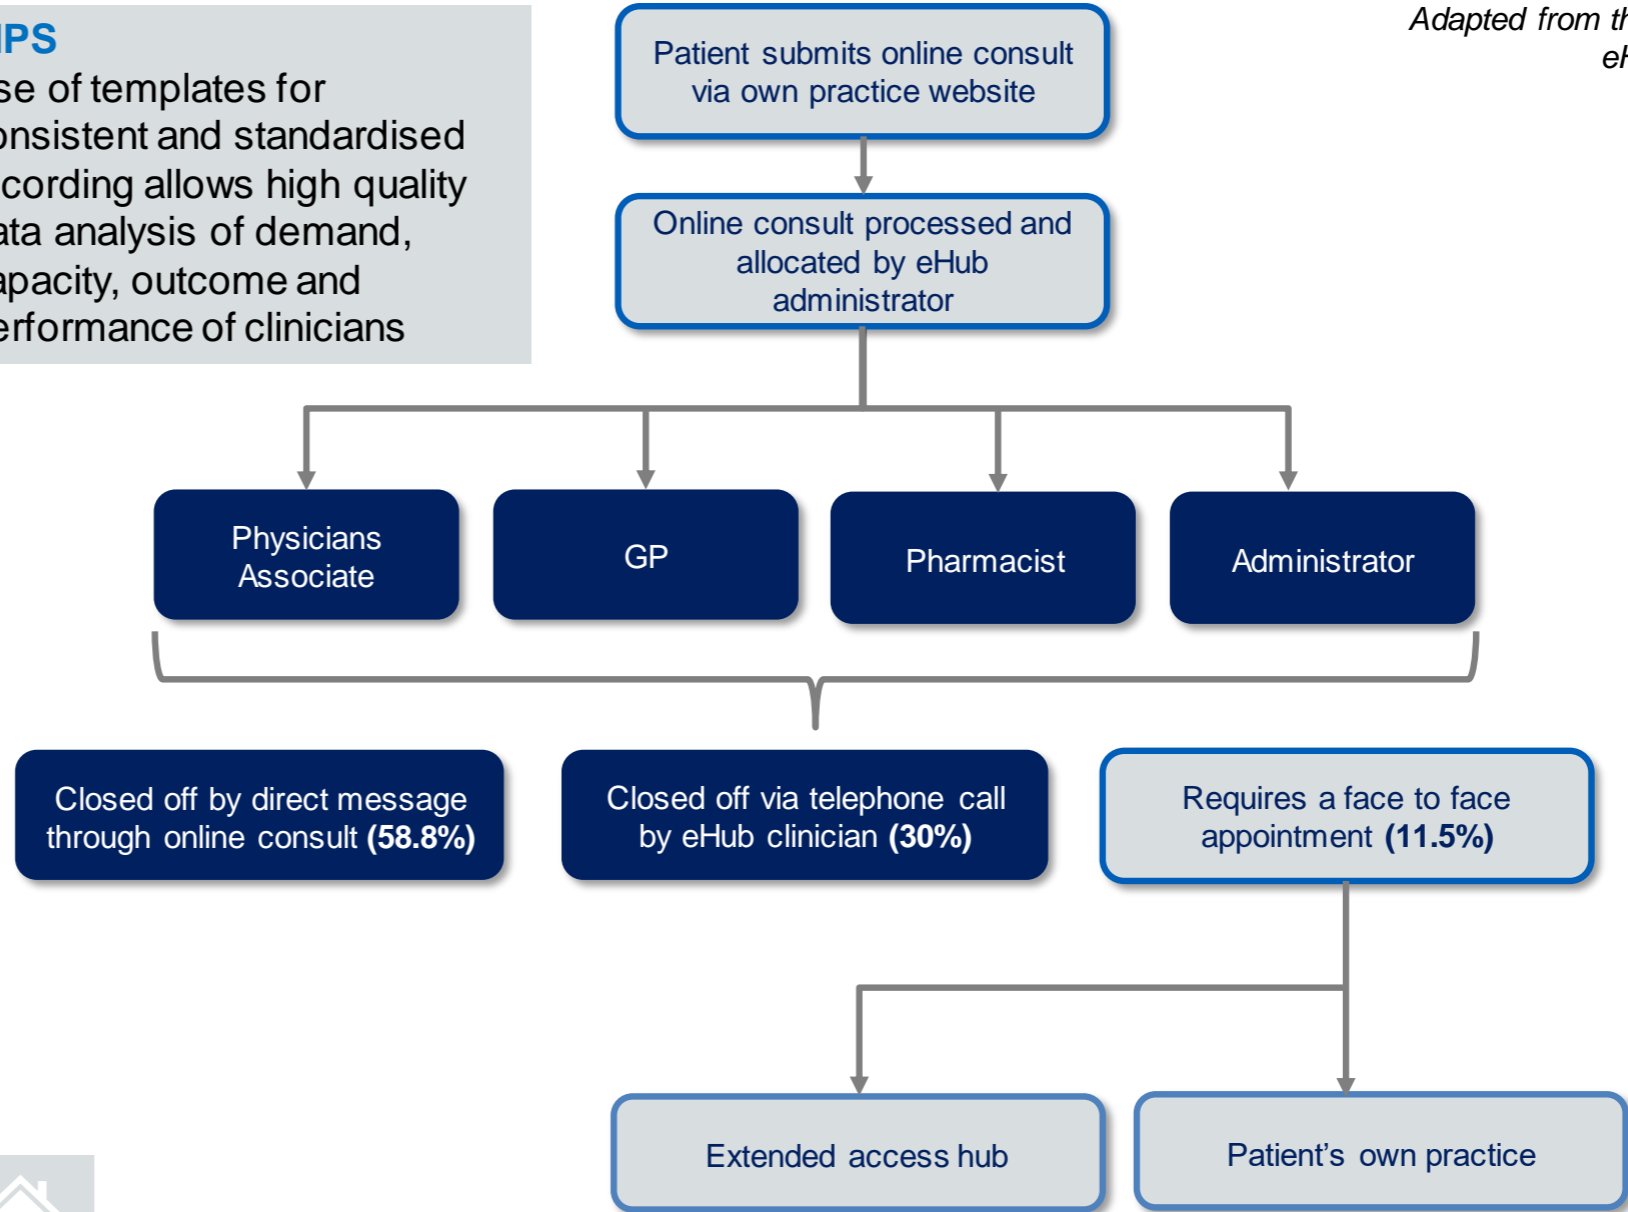 IPS
se of templates for
onsistent and standardised
cording allows high quality
ata analysis of demand,
apacity, outcome and
erformance of clinicians
Adapted from th
eH
Patient submits online consult
via own practice website
Online consult processed and
allocated by eHub
administrator
Physicians
Associate
GP
Pharmacist
Administrator
Closed off by direct message
through online consult (58.8%)
Closed off via telephone call
by eHub clinician (30%)
Requires a face to face
appointment (11.5%)
Extended access hub
Patient’s own practice